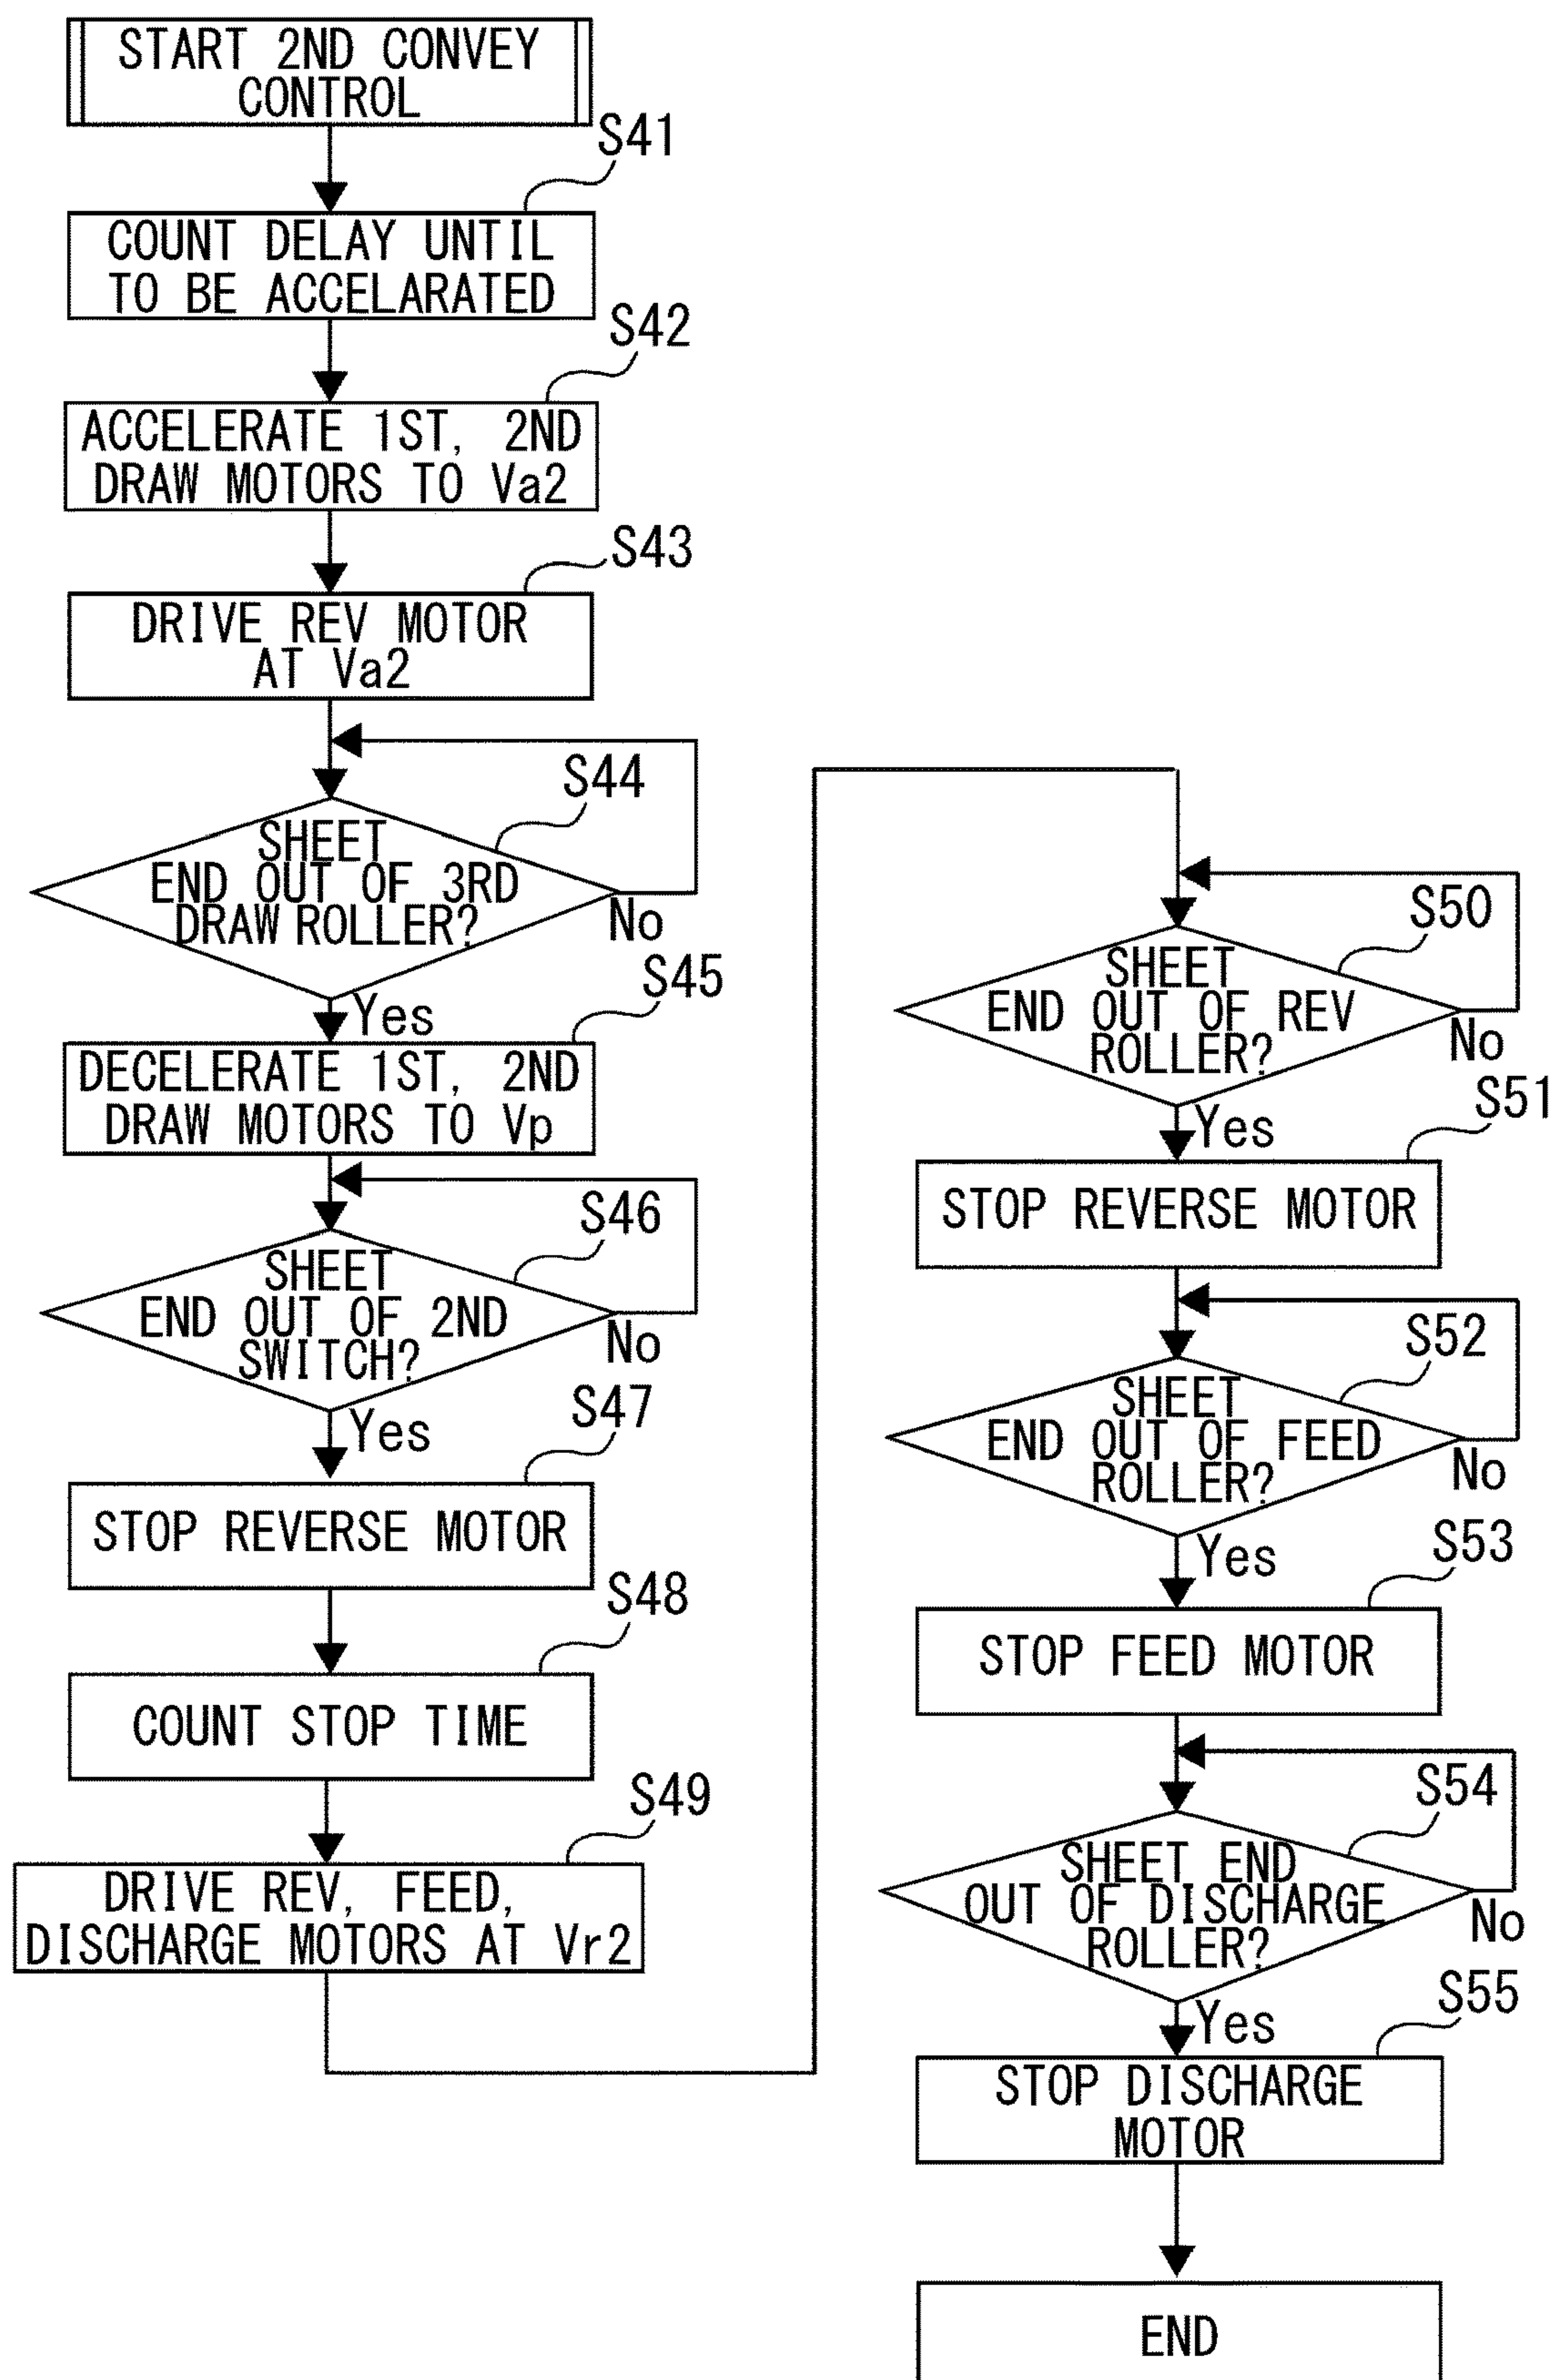 START 2ND CONVEY
CONTROL
S41
COUNT DELAY UNTIL
TO BE ACCELARATED
S42
ACCELERATE 1ST, 2ND
DRAW MOTORS TO Va2
S43
DRIVE REV MOTOR
AT Va2
S44
SHEET
END OUT OF 3RD
DRAW ROLLER?
No
Yes
S45
DECELERATE 1ST, 2ND
DRAW MOTORS TO Vp
S46
SHEET
END OUT OF 2ND
SWITCH?
No
Yes
S47
STOP REVERSE MOTOR
S48
COUNT STOP TIME
S49
DRIVE REV, FEED,
DISCHARGE MOTORS AT Vr2
S50
SHEET
END OUT OF REV
ROLLER?
No
Yes
S51
STOP REVERSE MOTOR
S52
SHEET
END OUT OF FEED
ROLLER?
No
Yes
S53
STOP FEED MOTOR
S54
SHEET END
OUT OF DISCHARGE
ROLLER?
No
Yes
S55
STOP DISCHARGE
MOTOR
END